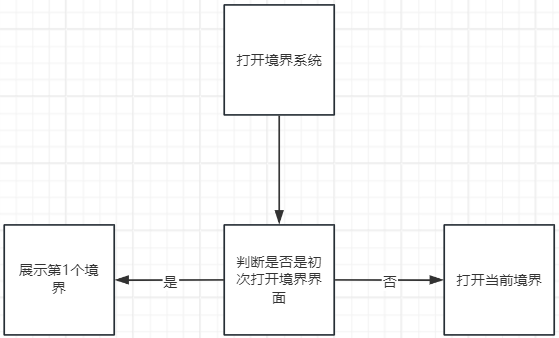 打开境界系统
展示第1个境
界
是
判断是否是初
次打开境界界
面
否
打开当前境界